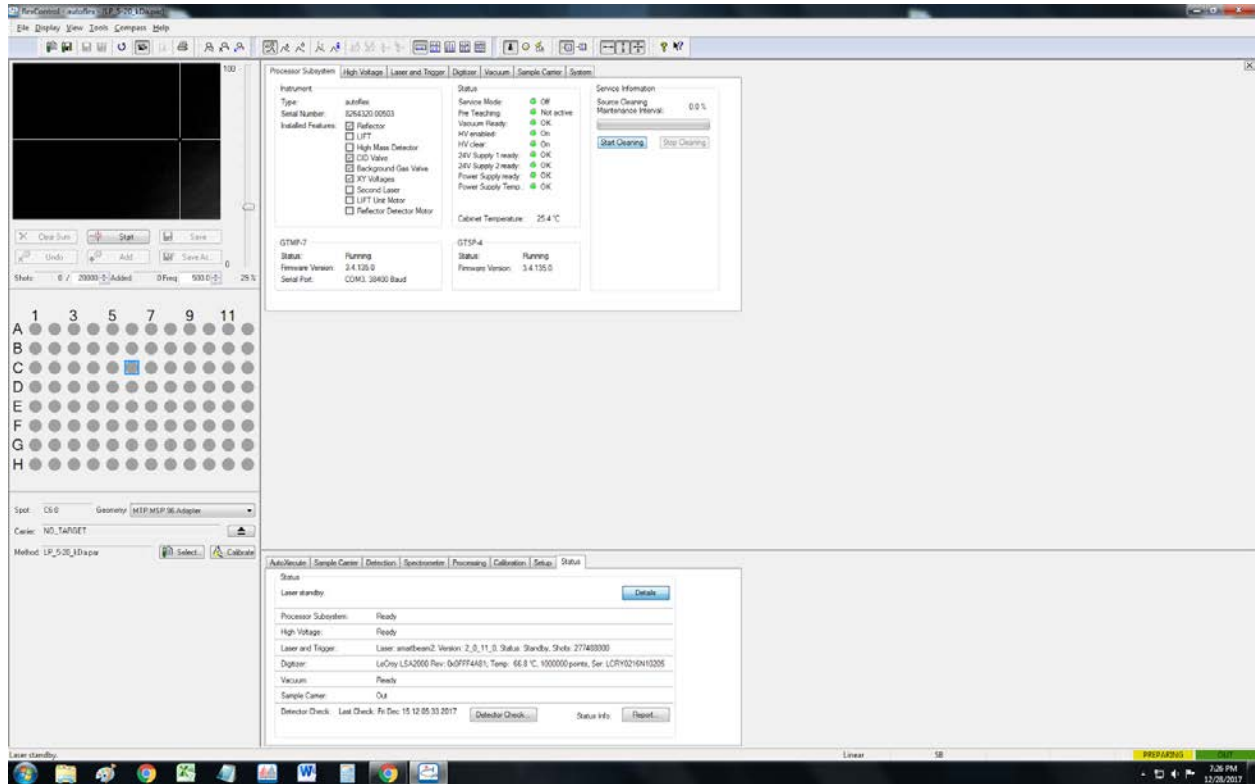 FlexControl - autoflex - [LP_5-20_kDa.par]
File Display View Tools Compass Help
100
Clear Sum Start Save
Undo Add Save As..
0
Shots: 0 / 20000 Added: 0 Freq: 500.0 25 %
1 3 5 7 9 11
A
B
C
D
E
F
G
H
Spot: C6:0 Geometry: MTP MSP 96 Adapter
Carrier: NO_TARGET
Method: LP_5-20_kDa.par Select... Calibrate
Processor Subsystem High Voltage Laser and Trigger Digitizer Vacuum Sample Carrier System
Instrument
Type: autoflex
Serial Number: 8264320.00503
Installed Features: Reflector
LIFT
High Mass Detector
CID Valve
Background Gas Valve
XY Voltages
Second Laser
LIFT Unit Motor
Reflector Detector Motor
Status
Service Mode: Off
Pre Teaching: Not active
Vacuum Ready: OK
HV enabled: On
HV clear: On
24V Supply 1 ready: OK
24V Supply 2 ready: OK
Power Supply ready: OK
Power Supply Temp.: OK
Cabinet Temperature: 25.4 °C
Service Information
Source Cleaning
Maintenance Interval: 0.0 %
Start Cleaning Stop Cleaning
GTMP-7
Status: Running
Firmware Version: 3.4.135.0
Serial Port: COM3, 38400 Baud
GTSP-4
Status: Running
Firmware Version: 3.4.135.0
AutoXecute Sample Carrier Detection Spectrometer Processing Calibration Setup Status
Status
Laser standby. Details
Processor Subsystem: Ready
High Voltage: Ready
Laser and Trigger: Laser: smartbeam2, Version: 2_0_11_0, Status: Standby, Shots: 277488000
Digitizer: LeCroy LSA2000 Rev: 0x0FFF4A81; Temp: 66.8 °C, 1000000 points, Ser: LCRY0216N10205
Vacuum: Ready
Sample Carrier: Out
Detector Check: Last Check: Fri Dec 15 12:05:33 2017 Detector Check... Status Info: Report...
Laser standby. Linear SB PREPARING OUT
7:26 PM
12/28/2017